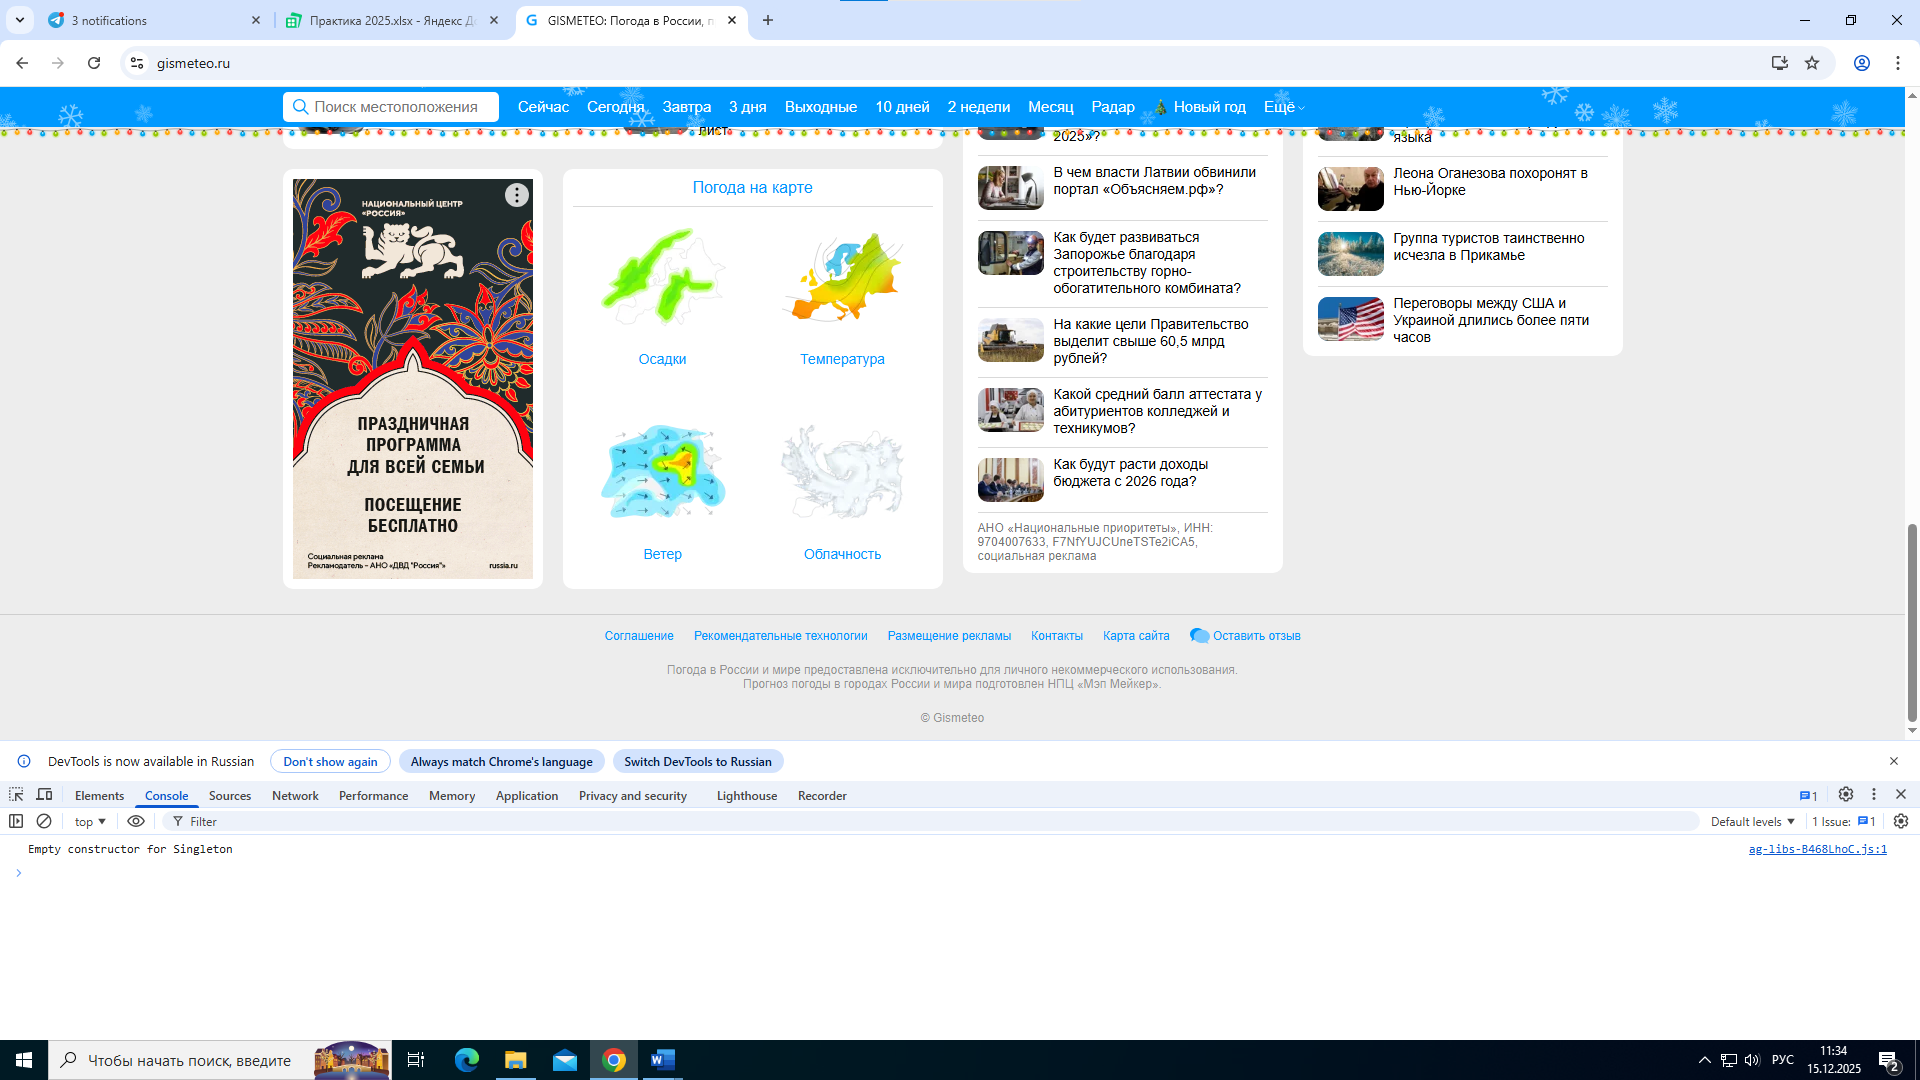 3 notifications
Практика 2025.xlsx - Яндекс Д
GISMETEO: Погода в России, п
gismeteo.ru
Поиск местоположения
Сейчас
Сегодня
Завтра
3 дня
Выходные
10 дней
2 недели
Месяц
Радар
Новый год
Ещё
лист
2025»?
языка
НАЦИОНАЛЬНЫЙ ЦЕНТР
«РОССИЯ»
ПРАЗДНИЧНАЯ
ПРОГРАММА
ДЛЯ ВСЕЙ СЕМЬИ
ПОСЕЩЕНИЕ
БЕСПЛАТНО
Социальная реклама
Рекламодатель – АНО «ДВД "Россия"»
russia.ru
Погода на карте
Осадки
Температура
Ветер
Облачность
В чем власти Латвии обвинили
портал «Объясняем.рф»?
Как будет развиваться
Запорожье благодаря
строительству горно-
обогатительного комбината?
На какие цели Правительство
выделит свыше 60,5 млрд
рублей?
Какой средний балл аттестата у
абитуриентов колледжей и
техникумов?
Как будут расти доходы
бюджета с 2026 года?
АНО «Национальные приоритеты», ИНН:
9704007633, F7NfYUJCUneTSTe2iCA5,
социальная реклама
Леона Оганезова похоронят в
Нью-Йорке
Группа туристов таинственно
исчезла в Прикамье
Переговоры между США и
Украиной длились более пяти
часов
Соглашение
Рекомендательные технологии
Размещение рекламы
Контакты
Карта сайта
Оставить отзыв
Погода в России и мире предоставлена исключительно для личного некоммерческого использования.
Прогноз погоды в городах России и мира подготовлен НПЦ «Мэп Мейкер».
© Gismeteo
DevTools is now available in Russian
Don't show again
Always match Chrome's language
Switch DevTools to Russian
Elements
Console
Sources
Network
Performance
Memory
Application
Privacy and security
Lighthouse
Recorder
1
top
Filter
Default levels
1 Issue:
1
Empty constructor for Singleton
ag-libs-B468LhoC.js:1
Чтобы начать поиск, введите
РУС
11:34
15.12.2025
2